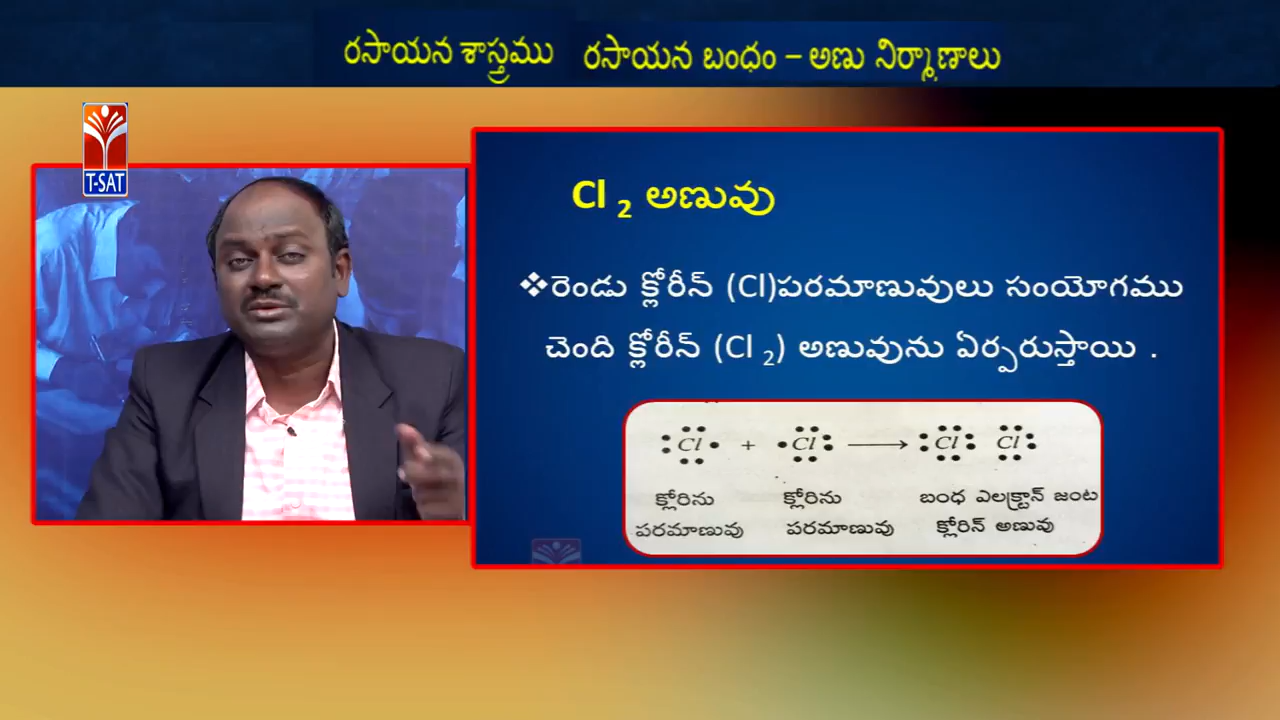 రసాయన శాస్త్రము రసాయన బంధం – అణు నిర్మాణాలు
T-SAT
Cl 2 అణువు
❖రెండు క్లోరీన్ (Cl)పరమాణువులు సంయోగము
చెంది క్లోరీన్ (Cl 2) అణువును ఏర్పరుస్తాయి .
Cl + Cl ⟶ Cl Cl
క్లోరిను క్లోరిను బంధ ఎలక్ట్రాన్ జంట
పరమాణువు పరమాణువు క్లోరిన్ అణువు